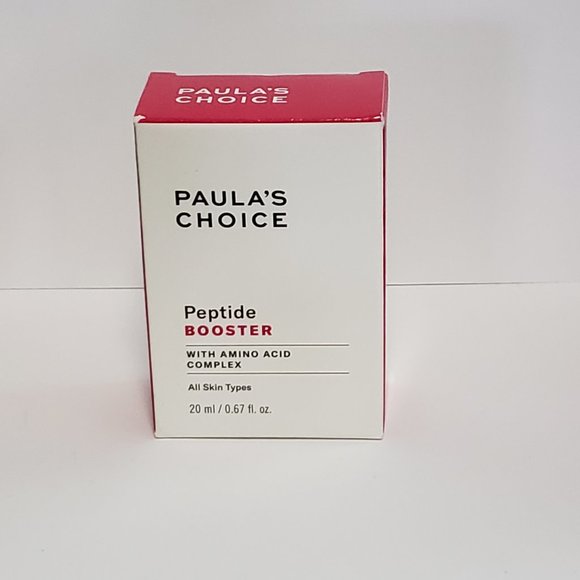 PAULA'S
CHOICE
PAULA'S
CHOICE
Peptide
BOOSTER
WITH AMINO ACID
COMPLEX
All Skin Types
20 ml / 0.67 fl. oz.